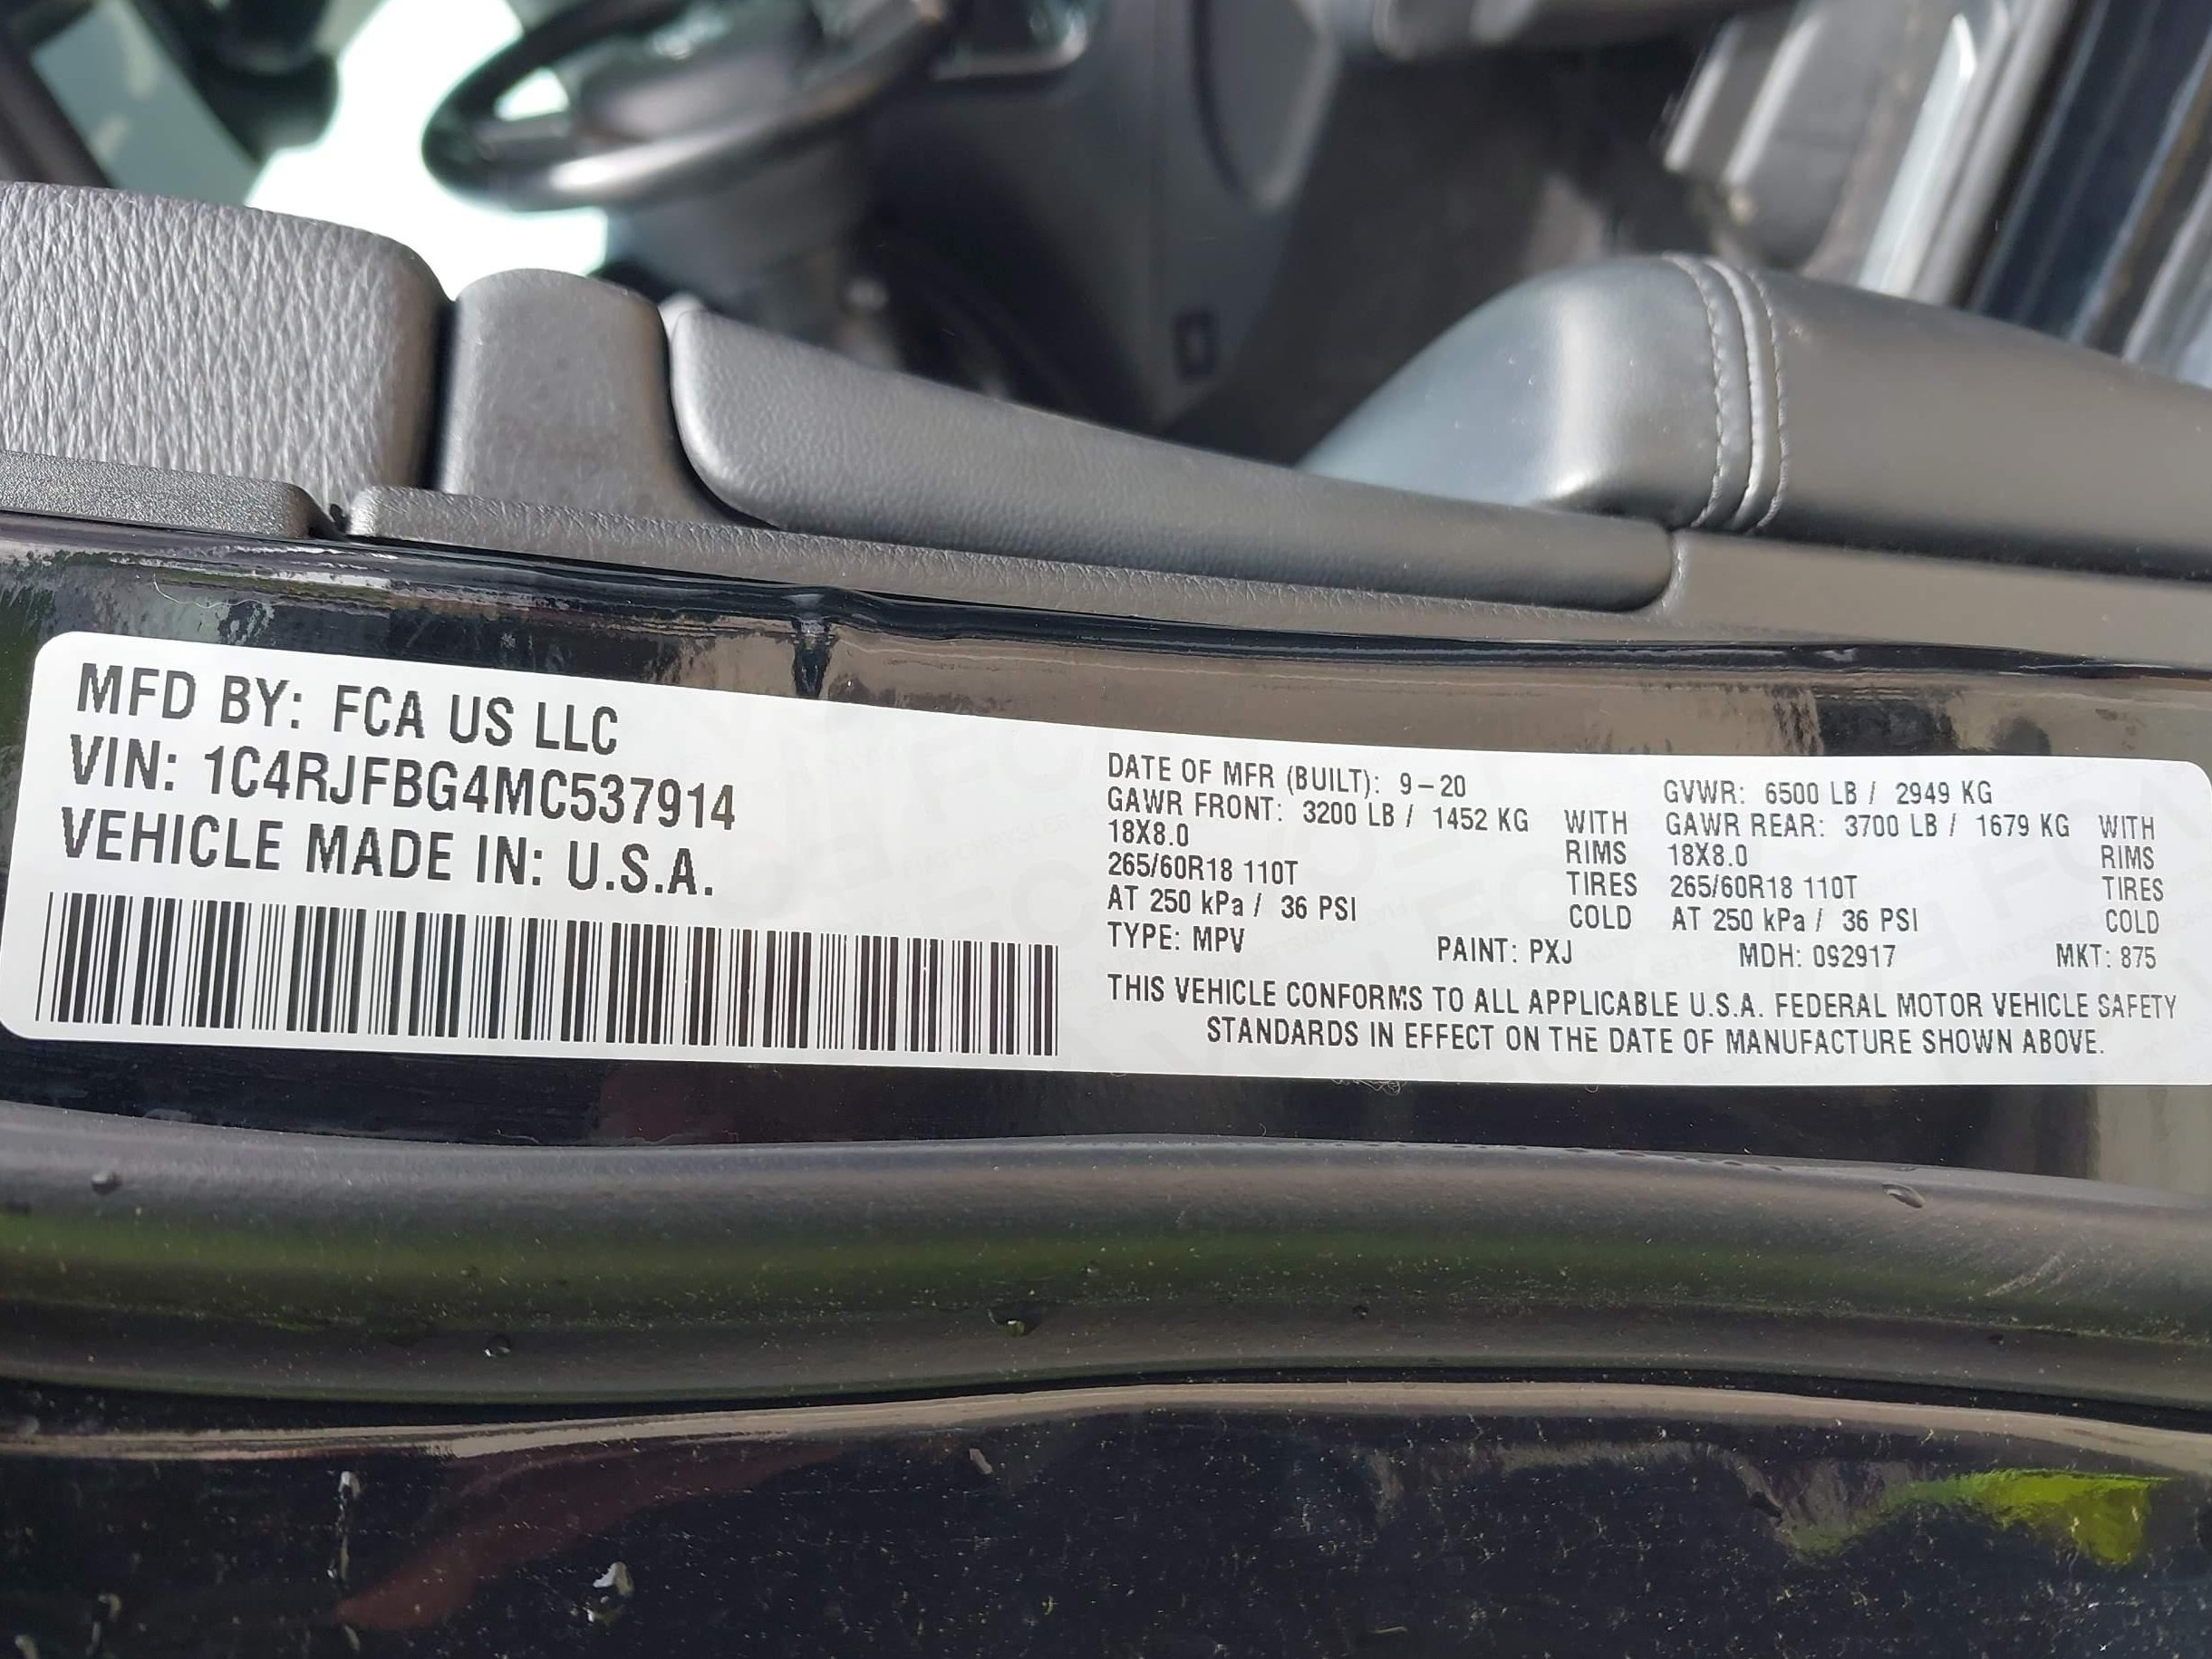 MFD BY: FCA US LLC
VIN: 1C4RJFBG4MC537914
VEHICLE MADE IN: U.S.A.
DATE OF MFR (BUILT): 9-20 GVWR: 6500 LB / 2949 KG
GAWR FRONT: 3200 LB / 1452 KG WITH GAWR REAR: 3700 LB / 1679 KG WITH
18X8.0 RIMS 18X8.0 RIMS
265/60R18 110T TIRES 265/60R18 110T TIRES
AT 250 kPa / 36 PSI COLD AT 250 kPa / 36 PSI COLD
TYPE: MPV PAINT: PXJ MDH: 092917 MKT: 875
THIS VEHICLE CONFORMS TO ALL APPLICABLE U.S.A. FEDERAL MOTOR VEHICLE SAFETY
STANDARDS IN EFFECT ON THE DATE OF MANUFACTURE SHOWN ABOVE.